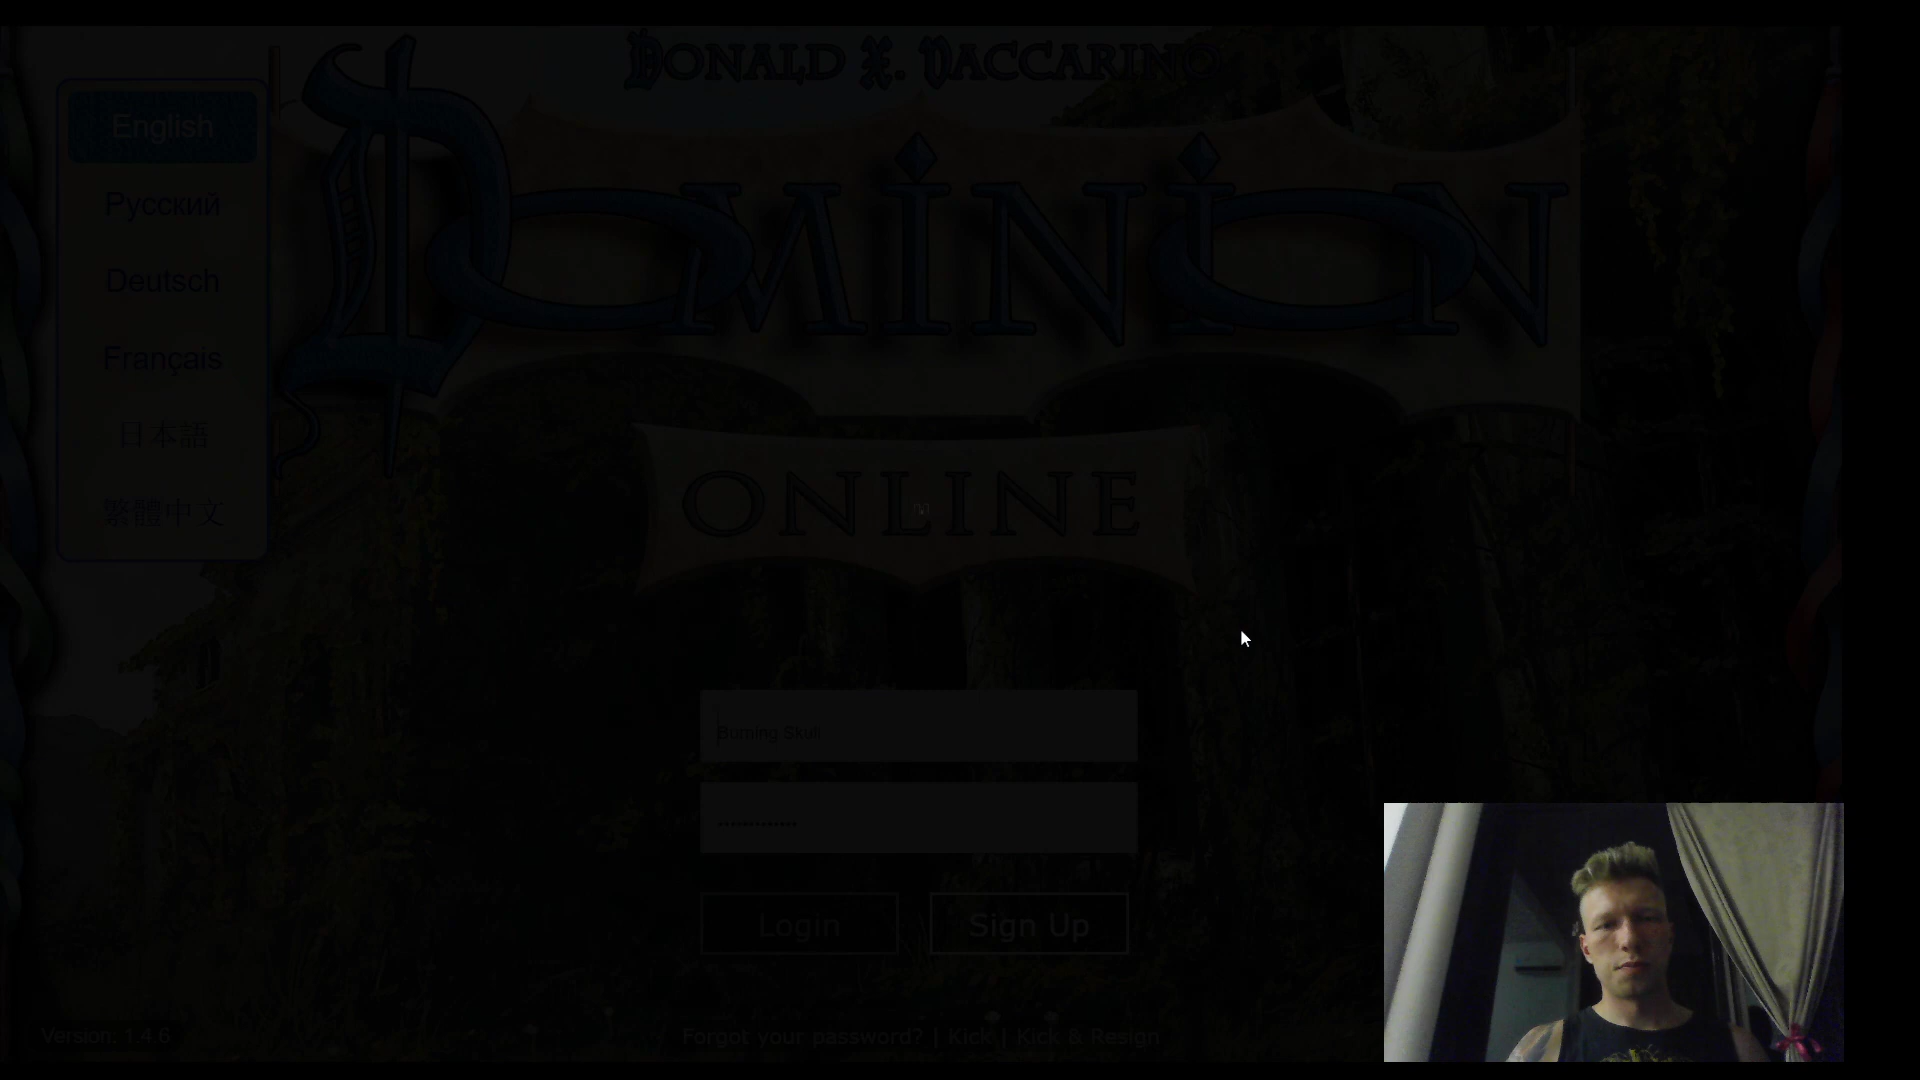 DONALD X. VACCARINO
DOMINION
ONLINE
English
Русский
Deutsch
Français
日本語
繁體中文
Burning Skull
Login
Sign Up
Version: 1.4.6
Forgot your password? | Kick | Kick & Resign